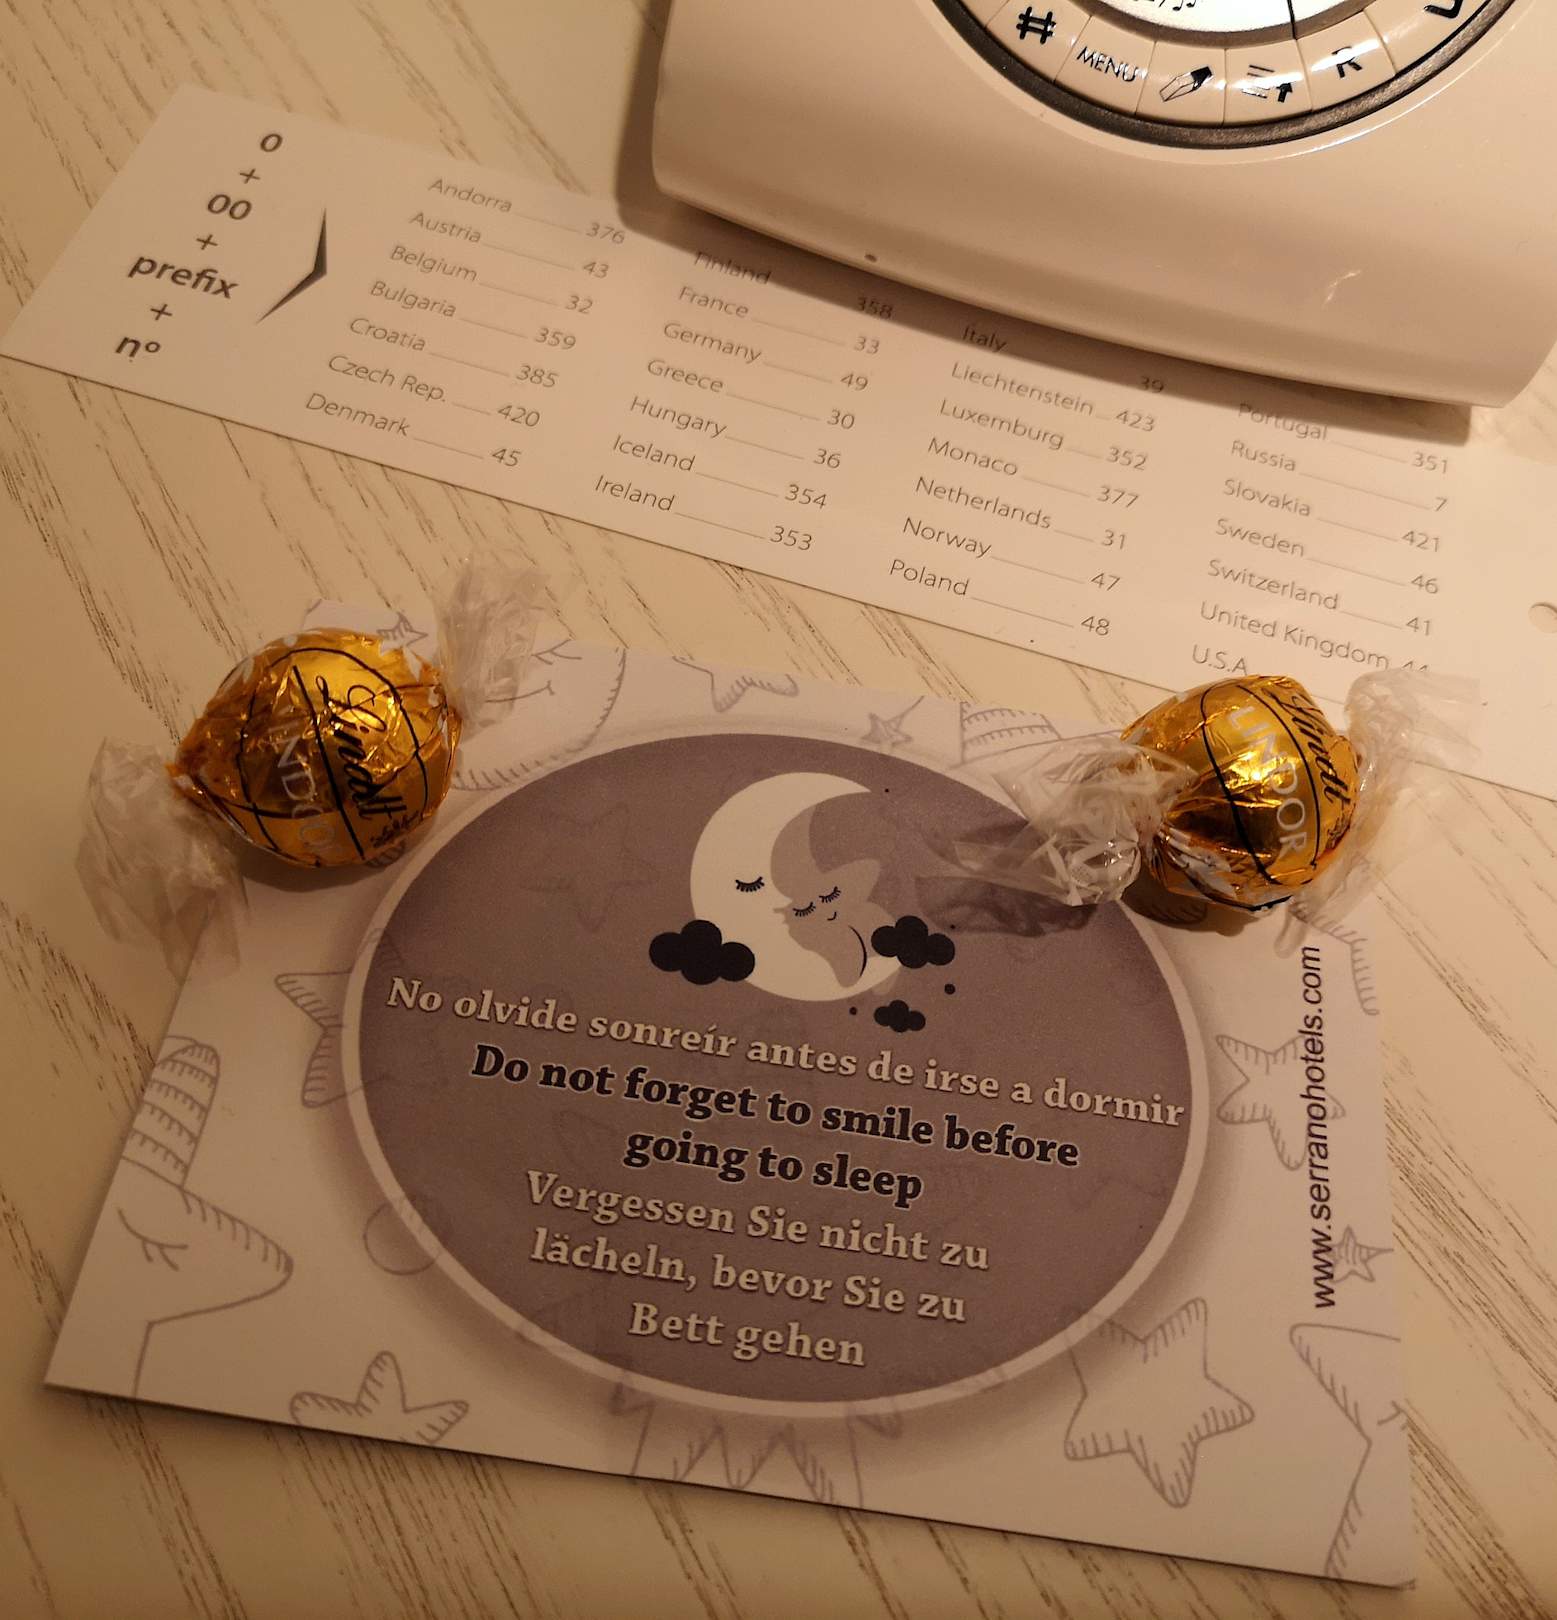 #
MENU
R
0
+
00
+
prefix
+
nº
Andorra 376
Austria 43
Belgium 32
Bulgaria 359
Croatia 385
Czech Rep. 420
Denmark 45
Finland 358
France 33
Germany 49
Greece 30
Hungary 36
Iceland 354
Ireland 353
Italy 39
Liechtenstein 423
Luxemburg 352
Monaco 377
Netherlands 31
Norway 47
Poland 48
Portugal 351
Russia 7
Slovakia 421
Sweden 46
Switzerland 41
United Kingdom 44
U.S.A
Lindt
LINDOR
Lindt
LINDOR
No olvide sonreír antes de irse a dormir
Do not forget to smile before
going to sleep
Vergessen Sie nicht zu
lächeln, bevor Sie zu
Bett gehen
www.serranohotels.com